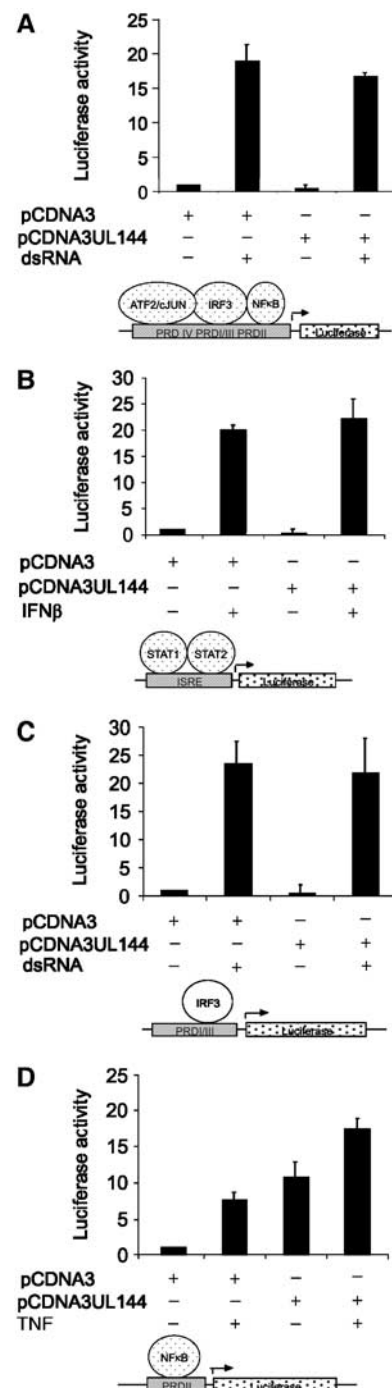 A
Luciferase activity
25
20
15
10
5
0
pCDNA3 + + – –
pCDNA3UL144 – – + +
dsRNA – + – +
ATF2/cJUN IRF3 NFκB
PRD IV PRDI/III PRDII Luciferase
B
Luciferase activity
30
25
20
15
10
5
0
pCDNA3 + + – –
pCDNA3UL144 – – + +
IFNβ – + – +
STAT1 STAT2
ISRE Luciferase
C
Luciferase activity
30
25
20
15
10
5
0
pCDNA3 + + – –
pCDNA3UL144 – – + +
dsRNA – + – +
IRF3
PRDI/III Luciferase
D
Luciferase activity
25
20
15
10
5
0
pCDNA3 + + – –
pCDNA3UL144 – – + +
TNF – + – +
NFκB
PRDII Luciferase